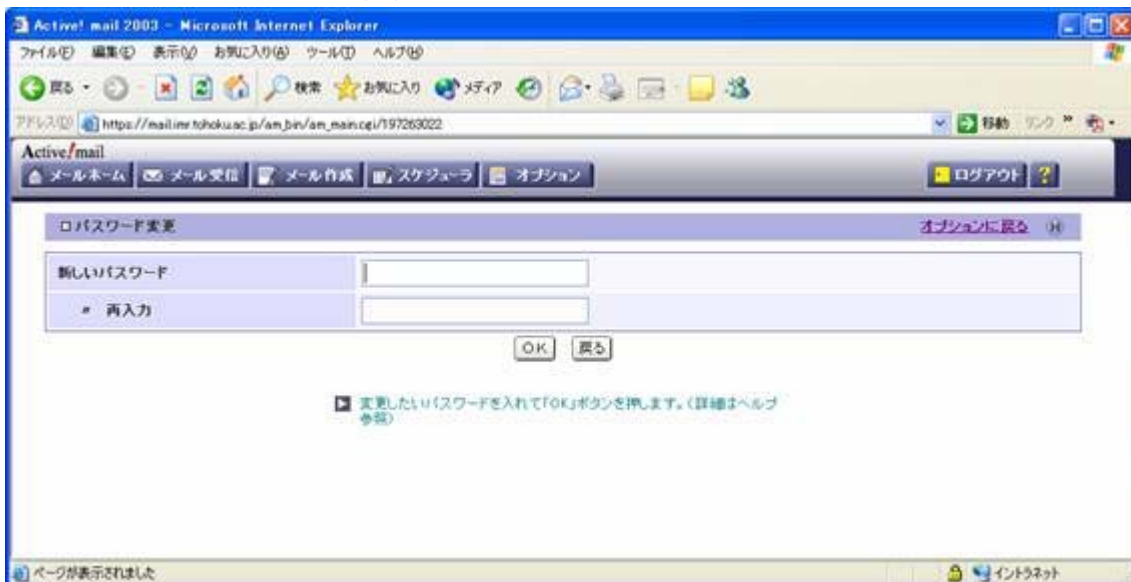 Active! mail 2003 - Microsoft Internet Explorer
ファイル(F) 編集(E) 表示(V) お気に入り(A) ツール(T) ヘルプ(H)
戻る 検索 お気に入り メディア
アドレス(D) https://mail.imr.tohoku.ac.jp/am_bin/am_main.cgi/197263022 移動 リンク »
Active!mail
メールホーム メール受信 メール作成 スケジューラ オプション ログアウト ?
□パスワード変更 オプションに戻る
新しいパスワード
〃 再入力
OK 戻る
変更したいパスワードを入れて「OK」ボタンを押します。(詳細はヘルプ
参照)
ページが表示されました イントラネット